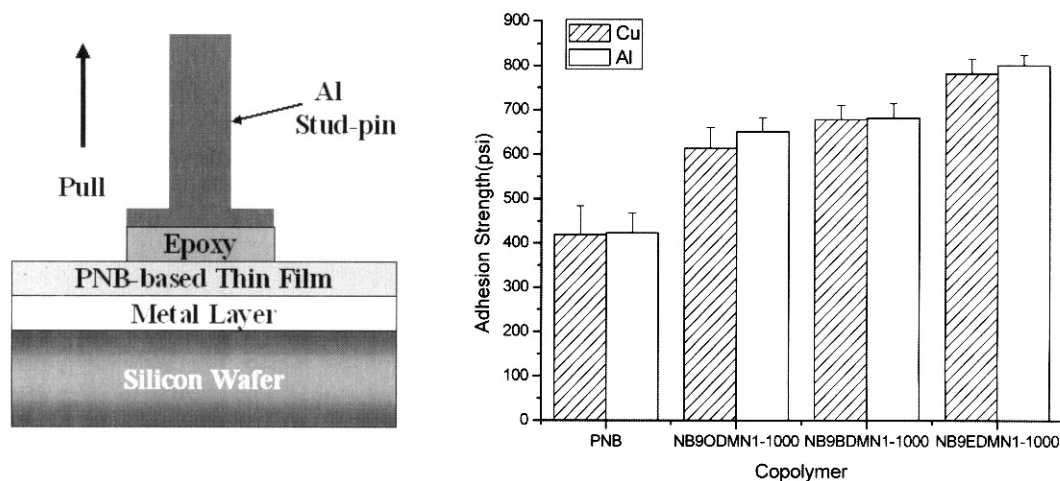 Al
Stud-pin
Pull
Epoxy
PNB-based Thin Film
Metal Layer
Silicon Wafer
900
800
700
600
500
400
300
200
100
0
Adhesion Strength(psi)
Cu
Al
PNB
NB9ODMN1-1000
NB9BDMN1-1000
NB9EDMN1-1000
Copolymer